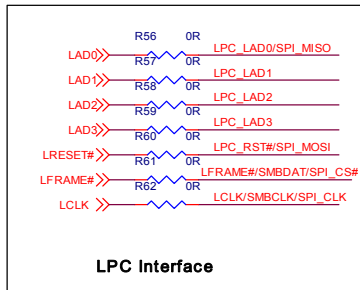 R56 0R
LAD0 LPC_LAD0/SPI_MISO
R57 0R
LAD1 LPC_LAD1
R58 0R
LAD2 LPC_LAD2
R59 0R
LAD3 LPC_LAD3
R60 0R
LRESET# LPC_RST#/SPI_MOSI
R61 0R
LFRAME# LFRAME#/SMBDAT/SPI_CS#
R62 0R
LCLK LCLK/SMBCLK/SPI_CLK
LPC Interface